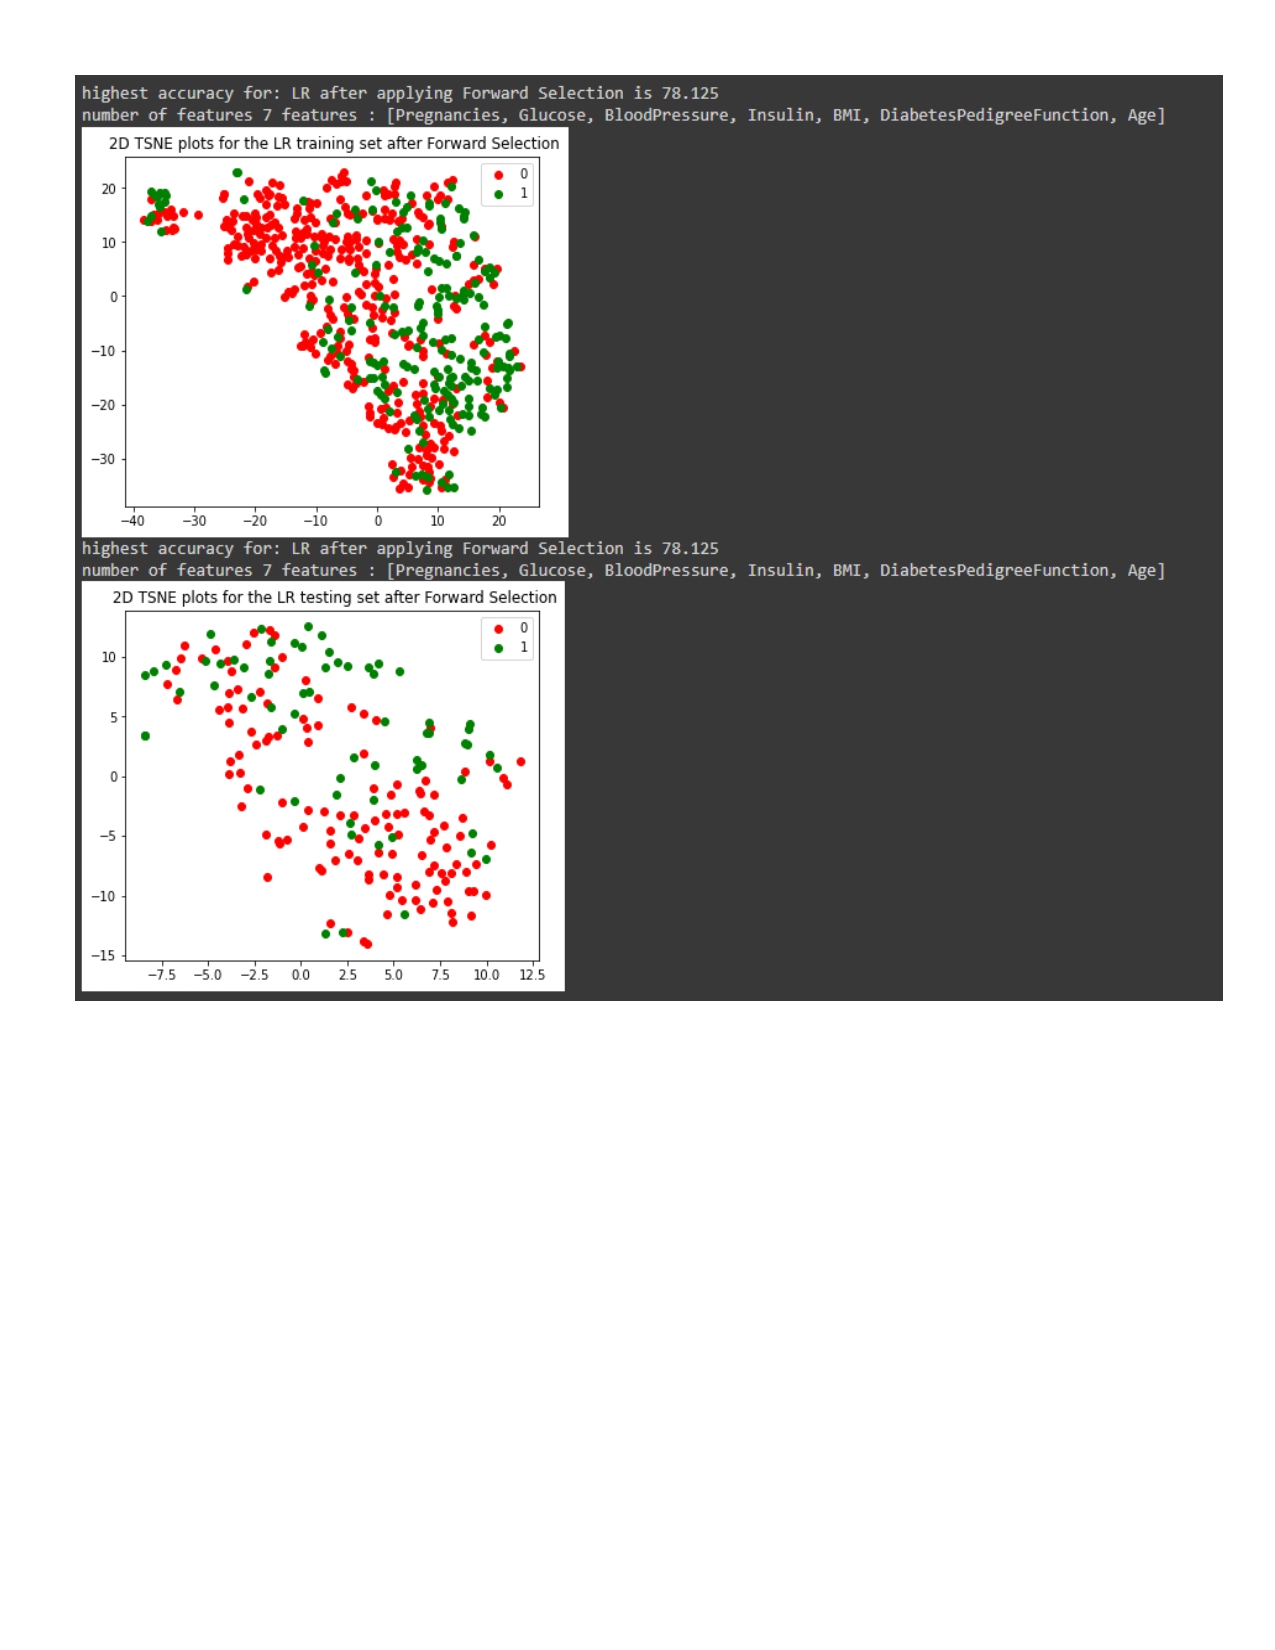 highest accuracy for: LR after applying Forward Selection is 78.125
number of features 7 features : [Pregnancies, Glucose, BloodPressure, Insulin, BMI, DiabetesPedigreeFunction, Age]
2D TSNE plots for the LR training set after Forward Selection
0
1
20
10
0
−10
−20
−30
−40 −30 −20 −10 0 10 20
highest accuracy for: LR after applying Forward Selection is 78.125
number of features 7 features : [Pregnancies, Glucose, BloodPressure, Insulin, BMI, DiabetesPedigreeFunction, Age]
2D TSNE plots for the LR testing set after Forward Selection
0
1
10
5
0
−5
−10
−15
−7.5 −5.0 −2.5 0.0 2.5 5.0 7.5 10.0 12.5